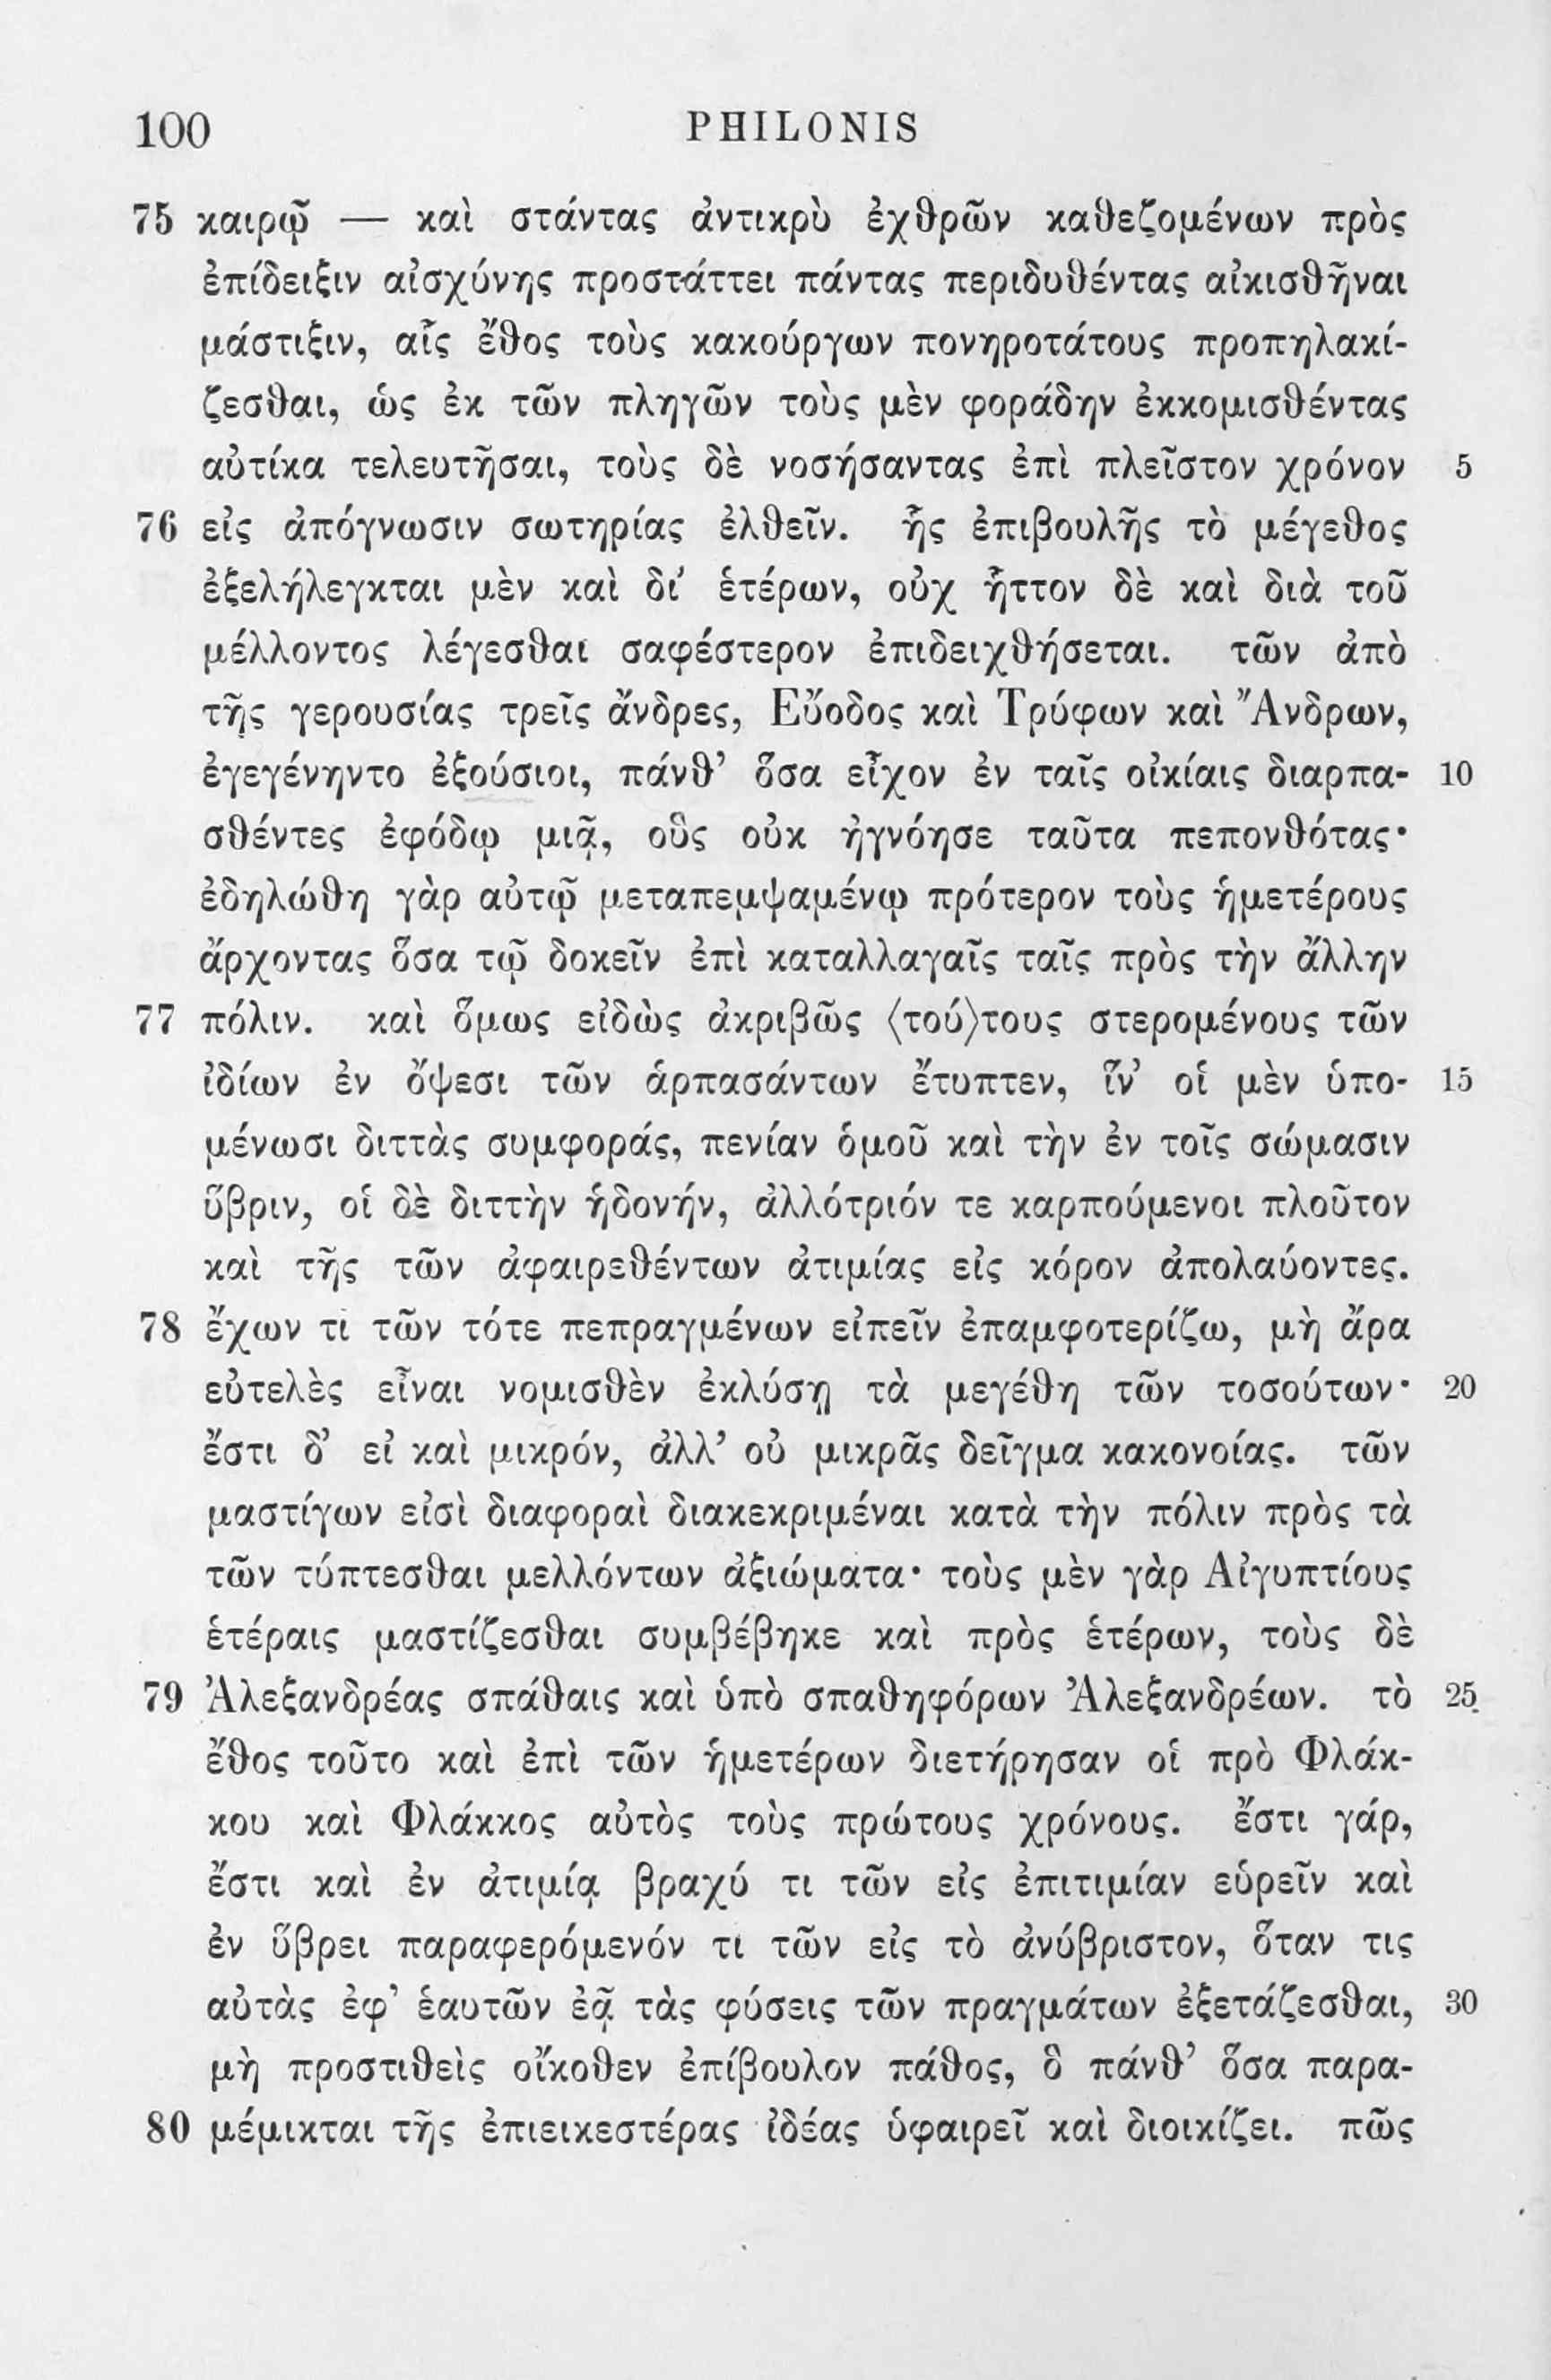 100 PHILONIS
75 καιρῷ — καὶ στάντας ἀντικρὺ ἐχθρῶν καθεζομένων πρὸς
ἐπίδειξιν αἰσχύνης προστάττει πάντας περιδυθέντας αἰκισθῆναι
μάστιξιν, αἷς ἔθος τοὺς κακούργων πονηροτάτους προπηλακί-
ζεσθαι, ὡς ἐκ τῶν πληγῶν τοὺς μὲν φοράδην ἐκκομισθέντας
αὐτίκα τελευτῆσαι, τοὺς δὲ νοσήσαντας ἐπὶ πλεῖστον χρόνον 5
76 εἰς ἀπόγνωσιν σωτηρίας ἐλθεῖν. ἧς ἐπιβουλῆς τὸ μέγεθος
ἐξελήλεγκται μὲν καὶ δι’ ἑτέρων, οὐχ ἧττον δὲ καὶ διὰ τοῦ
μέλλοντος λέγεσθαι σαφέστερον ἐπιδειχθήσεται. τῶν ἀπὸ
τῆς γερουσίας τρεῖς ἄνδρες, Εὔοδος καὶ Τρύφων καὶ Ἄνδρων,
ἐγεγένηντο ἐξούσιοι, πάνθ’ ὅσα εἶχον ἐν ταῖς οἰκίαις διαρπα- 10
σθέντες ἐφόδῳ μιᾷ, οὓς οὐκ ἠγνόησε ταῦτα πεπονθότας·
ἐδηλώθη γὰρ αὐτῷ μεταπεμψαμένῳ πρότερον τοὺς ἡμετέρους
ἄρχοντας ὅσα τῷ δοκεῖν ἐπὶ καταλλαγαῖς ταῖς πρὸς τὴν ἄλλην
77 πόλιν. καὶ ὅμως εἰδὼς ἀκριβῶς ⟨τού⟩τους στερομένους τῶν
ἰδίων ἐν ὄψεσι τῶν ἁρπασάντων ἔτυπτεν, ἵν’ οἱ μὲν ὑπο- 15
μένωσι διττὰς συμφοράς, πενίαν ὁμοῦ καὶ τὴν ἐν τοῖς σώμασιν
ὕβριν, οἱ δὲ διττὴν ἡδονήν, ἀλλότριόν τε καρπούμενοι πλοῦτον
καὶ τῆς τῶν ἀφαιρεθέντων ἀτιμίας εἰς κόρον ἀπολαύοντες.
78 ἔχων τι τῶν τότε πεπραγμένων εἰπεῖν ἐπαμφοτερίζω, μὴ ἄρα
εὐτελὲς εἶναι νομισθὲν ἐκλύσῃ τὰ μεγέθη τῶν τοσούτων· 20
ἔστι δ’ εἰ καὶ μικρόν, ἀλλ’ οὐ μικρᾶς δεῖγμα κακονοίας. τῶν
μαστίγων εἰσὶ διαφοραὶ διακεκριμέναι κατὰ τὴν πόλιν πρὸς τὰ
τῶν τύπτεσθαι μελλόντων ἀξιώματα· τοὺς μὲν γὰρ Αἰγυπτίους
ἑτέραις μαστίζεσθαι συμβέβηκε καὶ πρὸς ἑτέρων, τοὺς δὲ
79 Ἀλεξανδρέας σπάθαις καὶ ὑπὸ σπαθηφόρων Ἀλεξανδρέων. τὸ 25
ἔθος τοῦτο καὶ ἐπὶ τῶν ἡμετέρων διετήρησαν οἱ πρὸ Φλάκ-
κου καὶ Φλάκκος αὐτὸς τοὺς πρώτους χρόνους. ἔστι γάρ,
ἔστι καὶ ἐν ἀτιμίᾳ βραχύ τι τῶν εἰς ἐπιτιμίαν εὑρεῖν καὶ
ἐν ὕβρει παραφερόμενόν τι τῶν εἰς τὸ ἀνύβριστον, ὅταν τις
αὐτὰς ἐφ’ ἑαυτῶν ἐᾷ τὰς φύσεις τῶν πραγμάτων ἐξετάζεσθαι, 30
μὴ προστιθεὶς οἴκοθεν ἐπίβουλον πάθος, ὃ πάνθ’ ὅσα παρα-
80 μέμικται τῆς ἐπιεικεστέρας ἰδέας ὑφαιρεῖ καὶ διοικίζει. πῶς